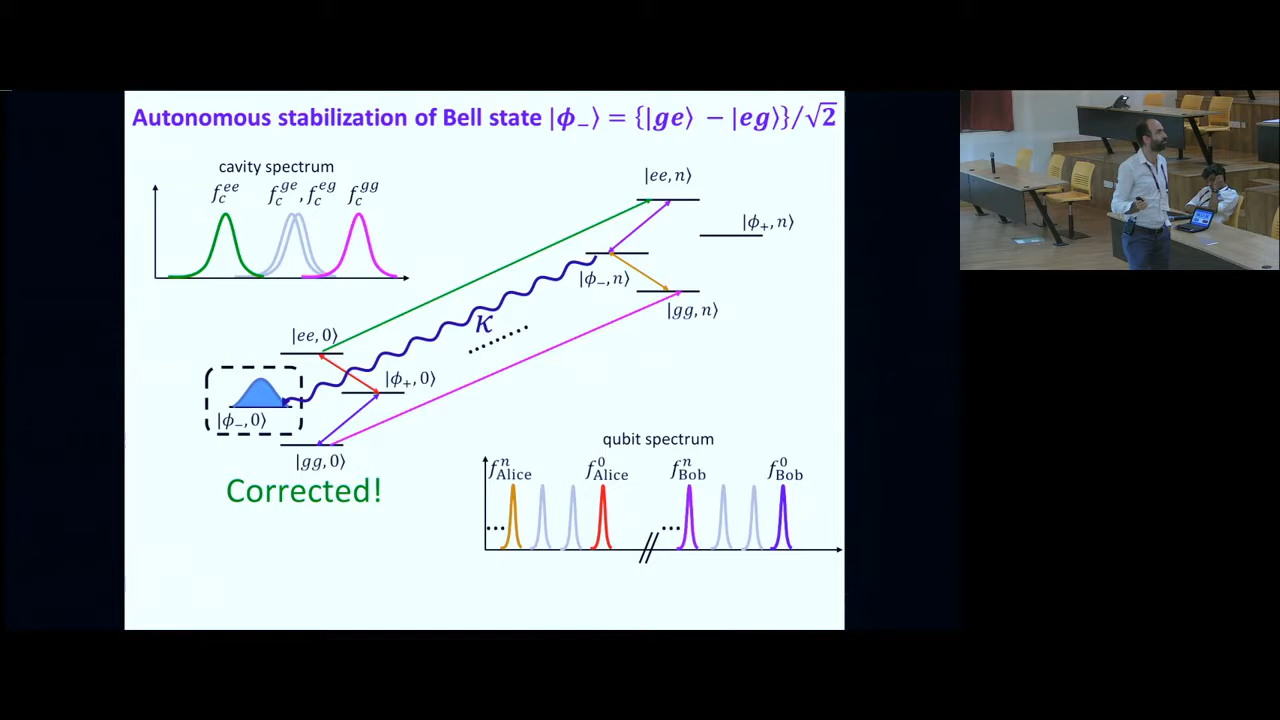 Autonomous stabilization of Bell state |ϕ₋⟩ = {|ge⟩ − |eg⟩}/√2
cavity spectrum
f_c^ee f_c^ge, f_c^eg f_c^gg
|ee, n⟩
|ϕ₊, n⟩
|ϕ₋, n⟩
|gg, n⟩
κ
|ee, 0⟩
|ϕ₊, 0⟩
|ϕ₋, 0⟩
|gg, 0⟩
Corrected!
qubit spectrum
f_Alice^n f_Alice^0 f_Bob^n f_Bob^0